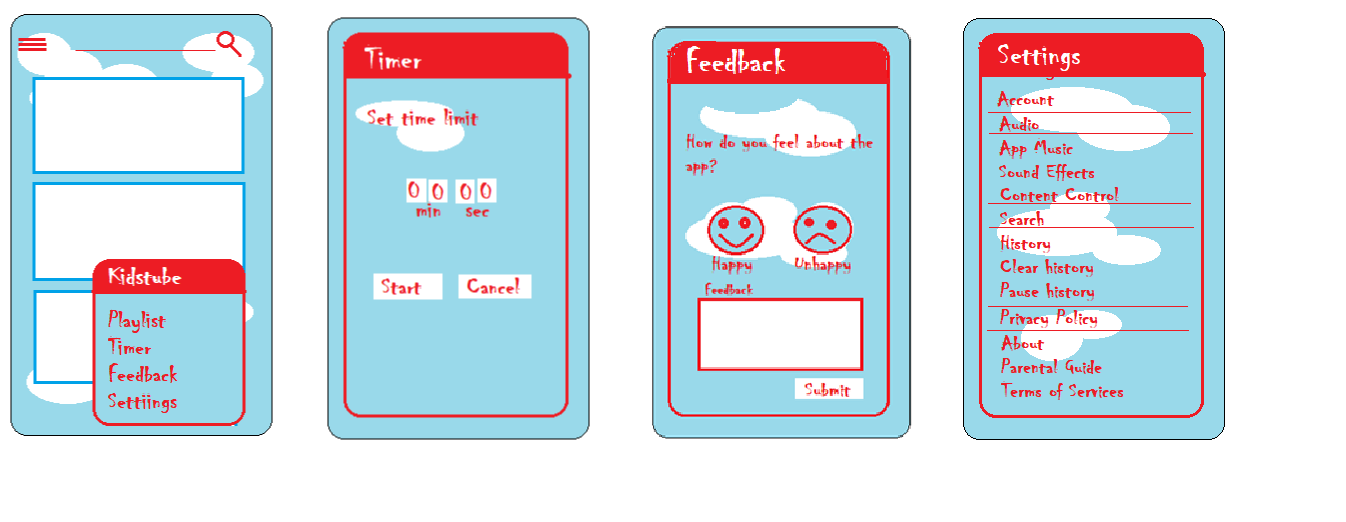 Kidstube
Playlist
Timer
Feedback
Settiings
Timer
Set time limit
0 0 0 0
min sec
Start Cancel
Feedback
How do you feel about the
app?
Happy Unhappy
Feedback
Submit
Settings
Account
Audio
App Music
Sound Effects
Content Control
Search
History
Clear history
Pause history
Privacy Policy
About
Parental Guide
Terms of Services